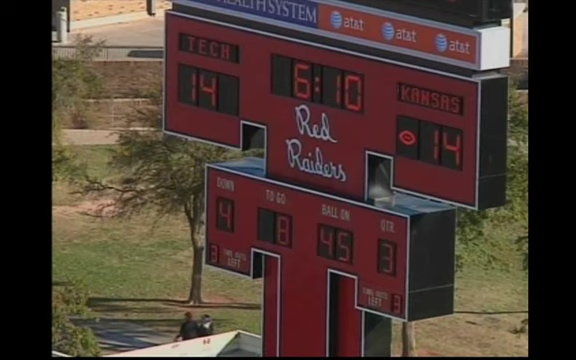 HEALTH SYSTEM at&t at&t at&t
TECH 6:10 KANSAS
14 14
Red
Raiders
DOWN TO GO BALL ON QTR
4 8 45 3
3 TIME OUTS LEFT TIME OUTS LEFT 3